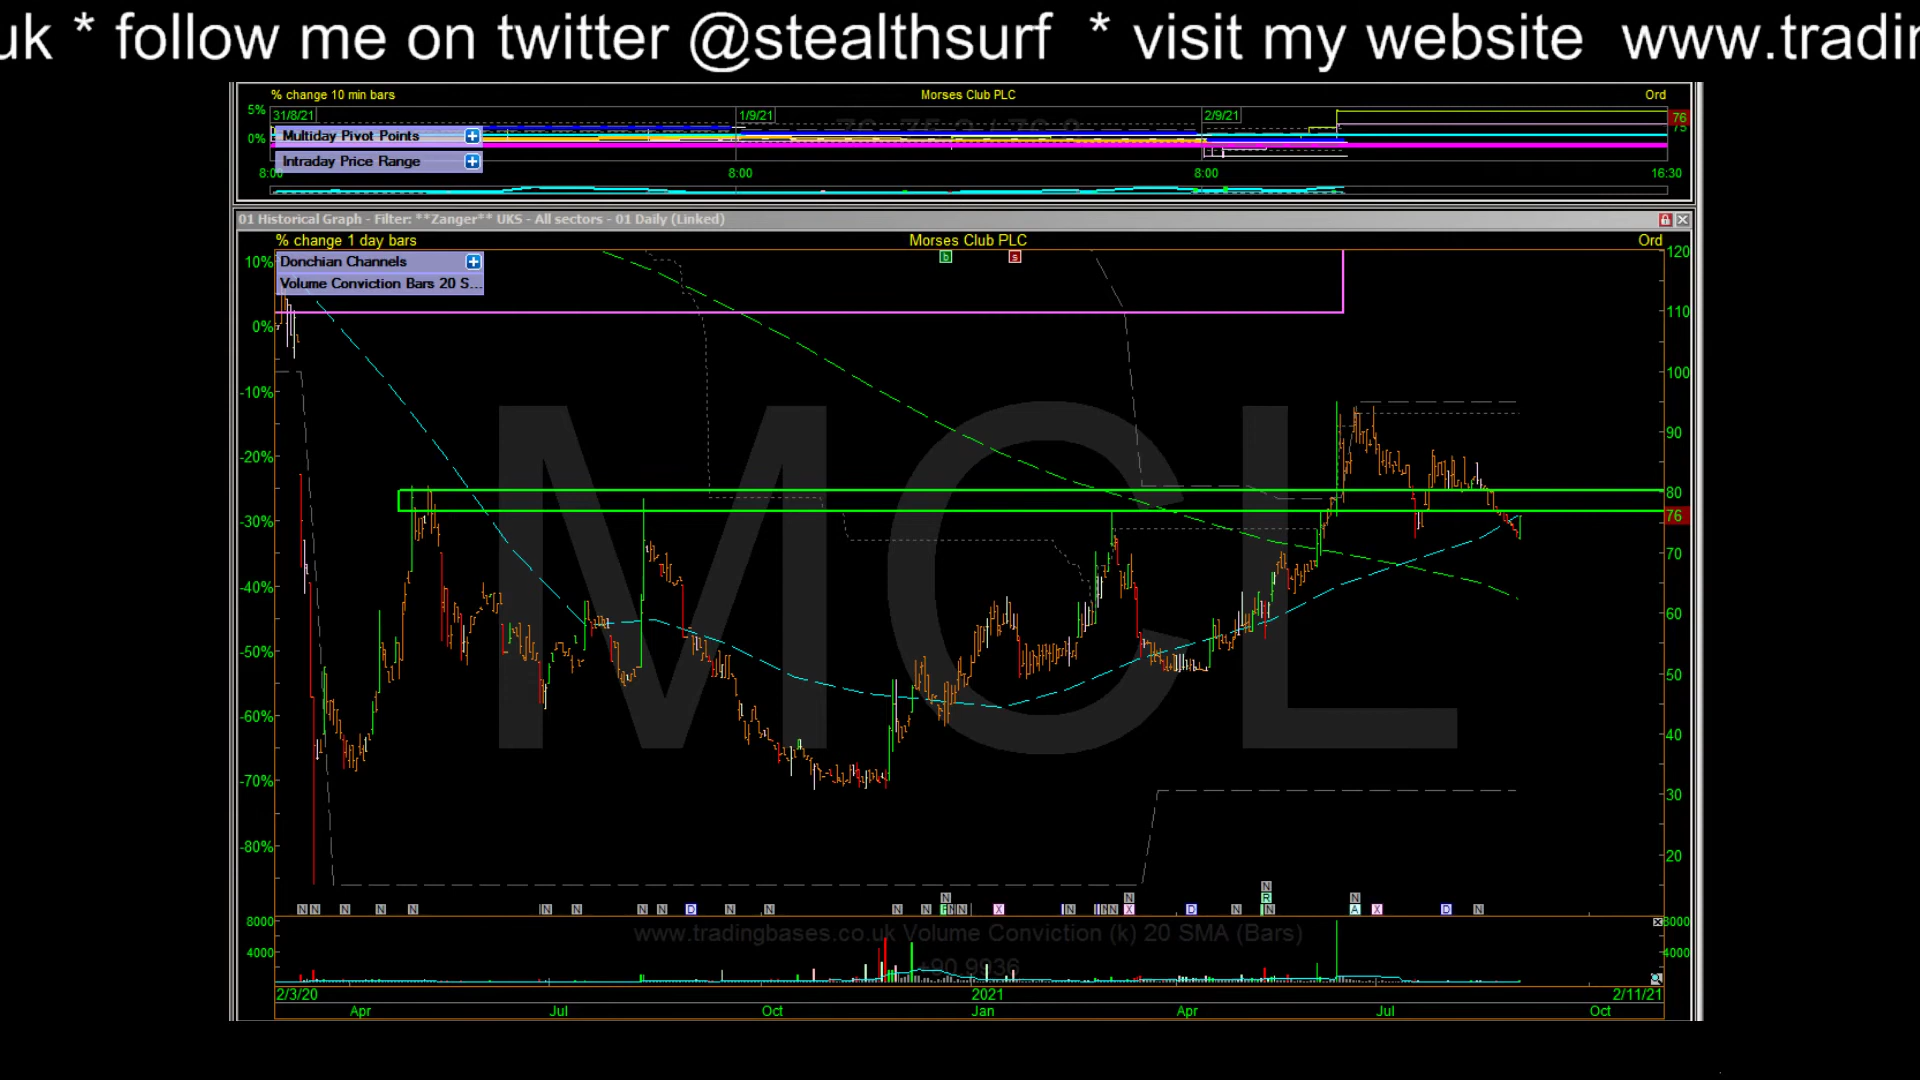 uk * follow me on twitter @stealthsurf * visit my website www.tradin
% change 10 min bars Morses Club PLC Ord
5% 31/8/21 1/9/21 2/9/21 76
Multiday Pivot Points 75
0%
Intraday Price Range
8:00 8:00 8:00 16:30
01 Historical Graph - Filter: **Zanger** UKS - All sectors - 01 Daily (Linked)
% change 1 day bars Morses Club PLC Ord
10% Donchian Channels b s 120
Volume Conviction Bars 20 S...
0% 110
-10% 100
-20% 90
MCL
80
-30% 76
70
-40% 60
-50% 50
-60% 40
-70% 30
-80% 20
N N
R N
N N N N N N N N N D N N N N N N X N N N X D N N A X D N
8000 www.tradingbases.co.uk Volume Conviction (k) 20 SMA (Bars) 8000
4000 +90.9936 4000
2/3/20 2021 2/11/21
Apr Jul Oct Jan Apr Jul Oct